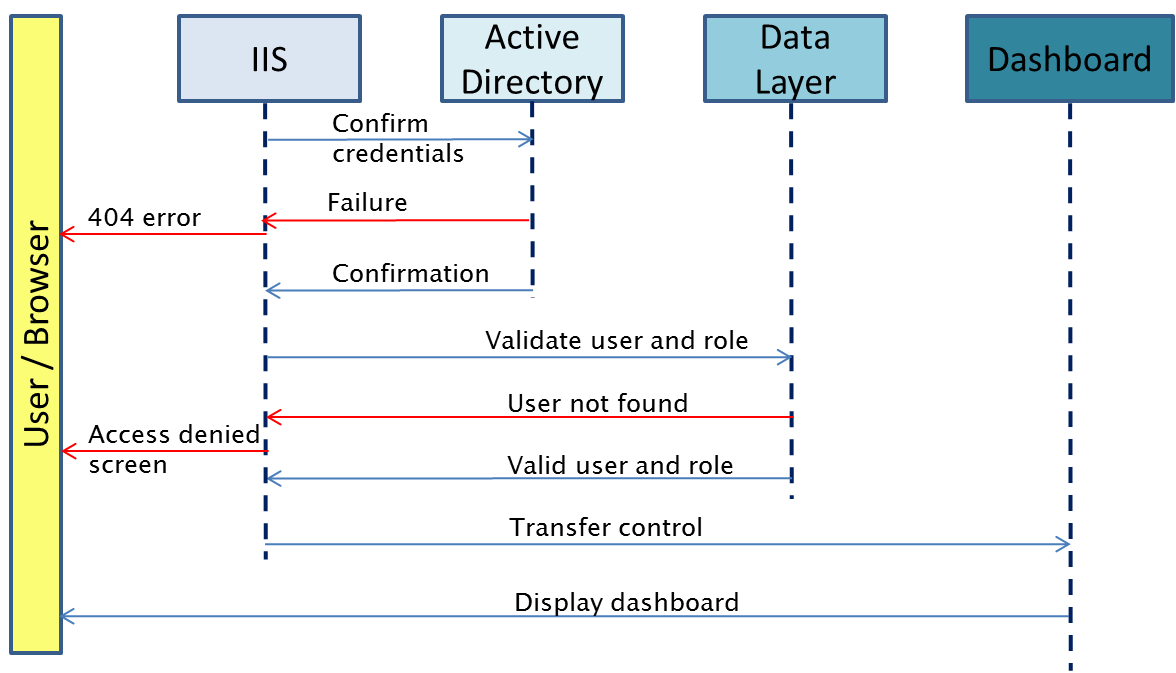 IIS
Active
Directory
Data
Layer
Dashboard
User / Browser
Confirm
credentials
Failure
404 error
Confirmation
Validate user and role
User not found
Access denied
screen
Valid user and role
Transfer control
Display dashboard